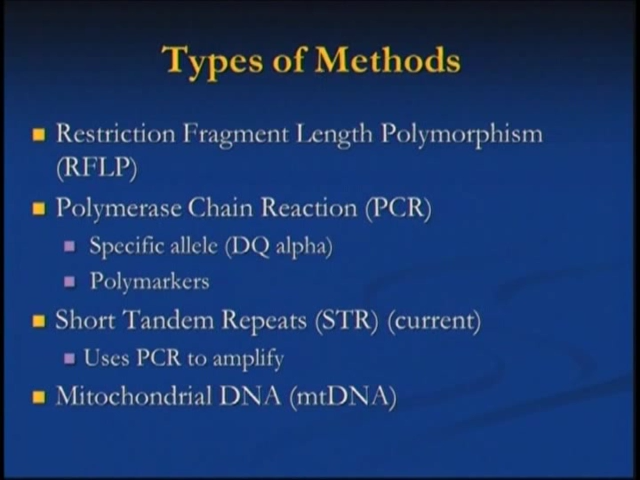 Types of Methods
Restriction Fragment Length Polymorphism
(RFLP)
Polymerase Chain Reaction (PCR)
Specific allele (DQ alpha)
Polymarkers
Short Tandem Repeats (STR) (current)
Uses PCR to amplify
Mitochondrial DNA (mtDNA)